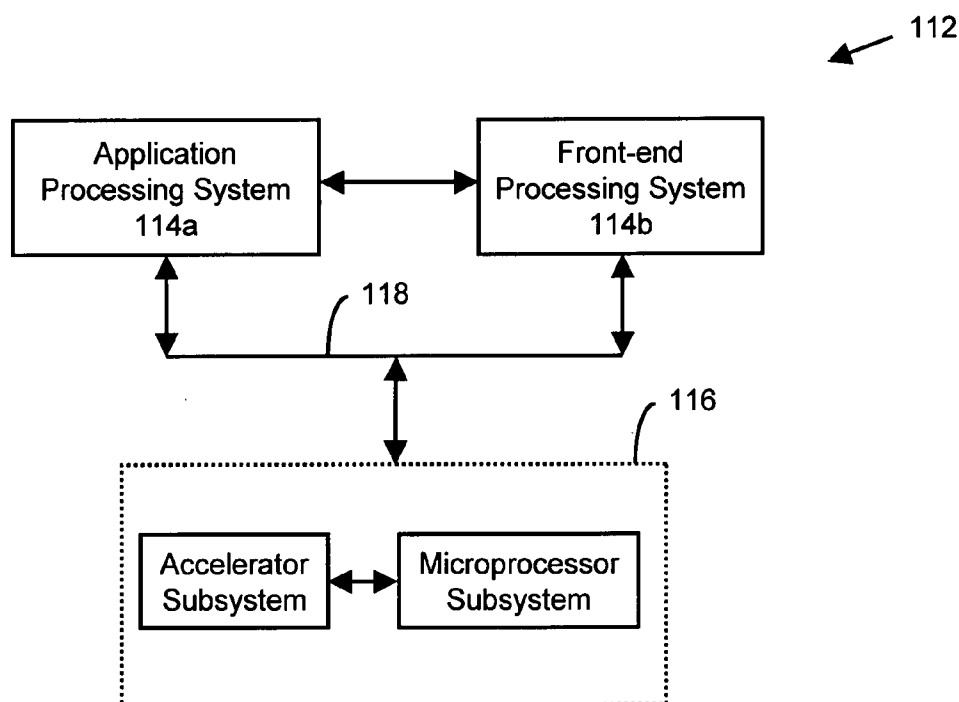 112
Application
Processing System
114a
Front-end
Processing System
114b
118
116
Accelerator
Subsystem
Microprocessor
Subsystem